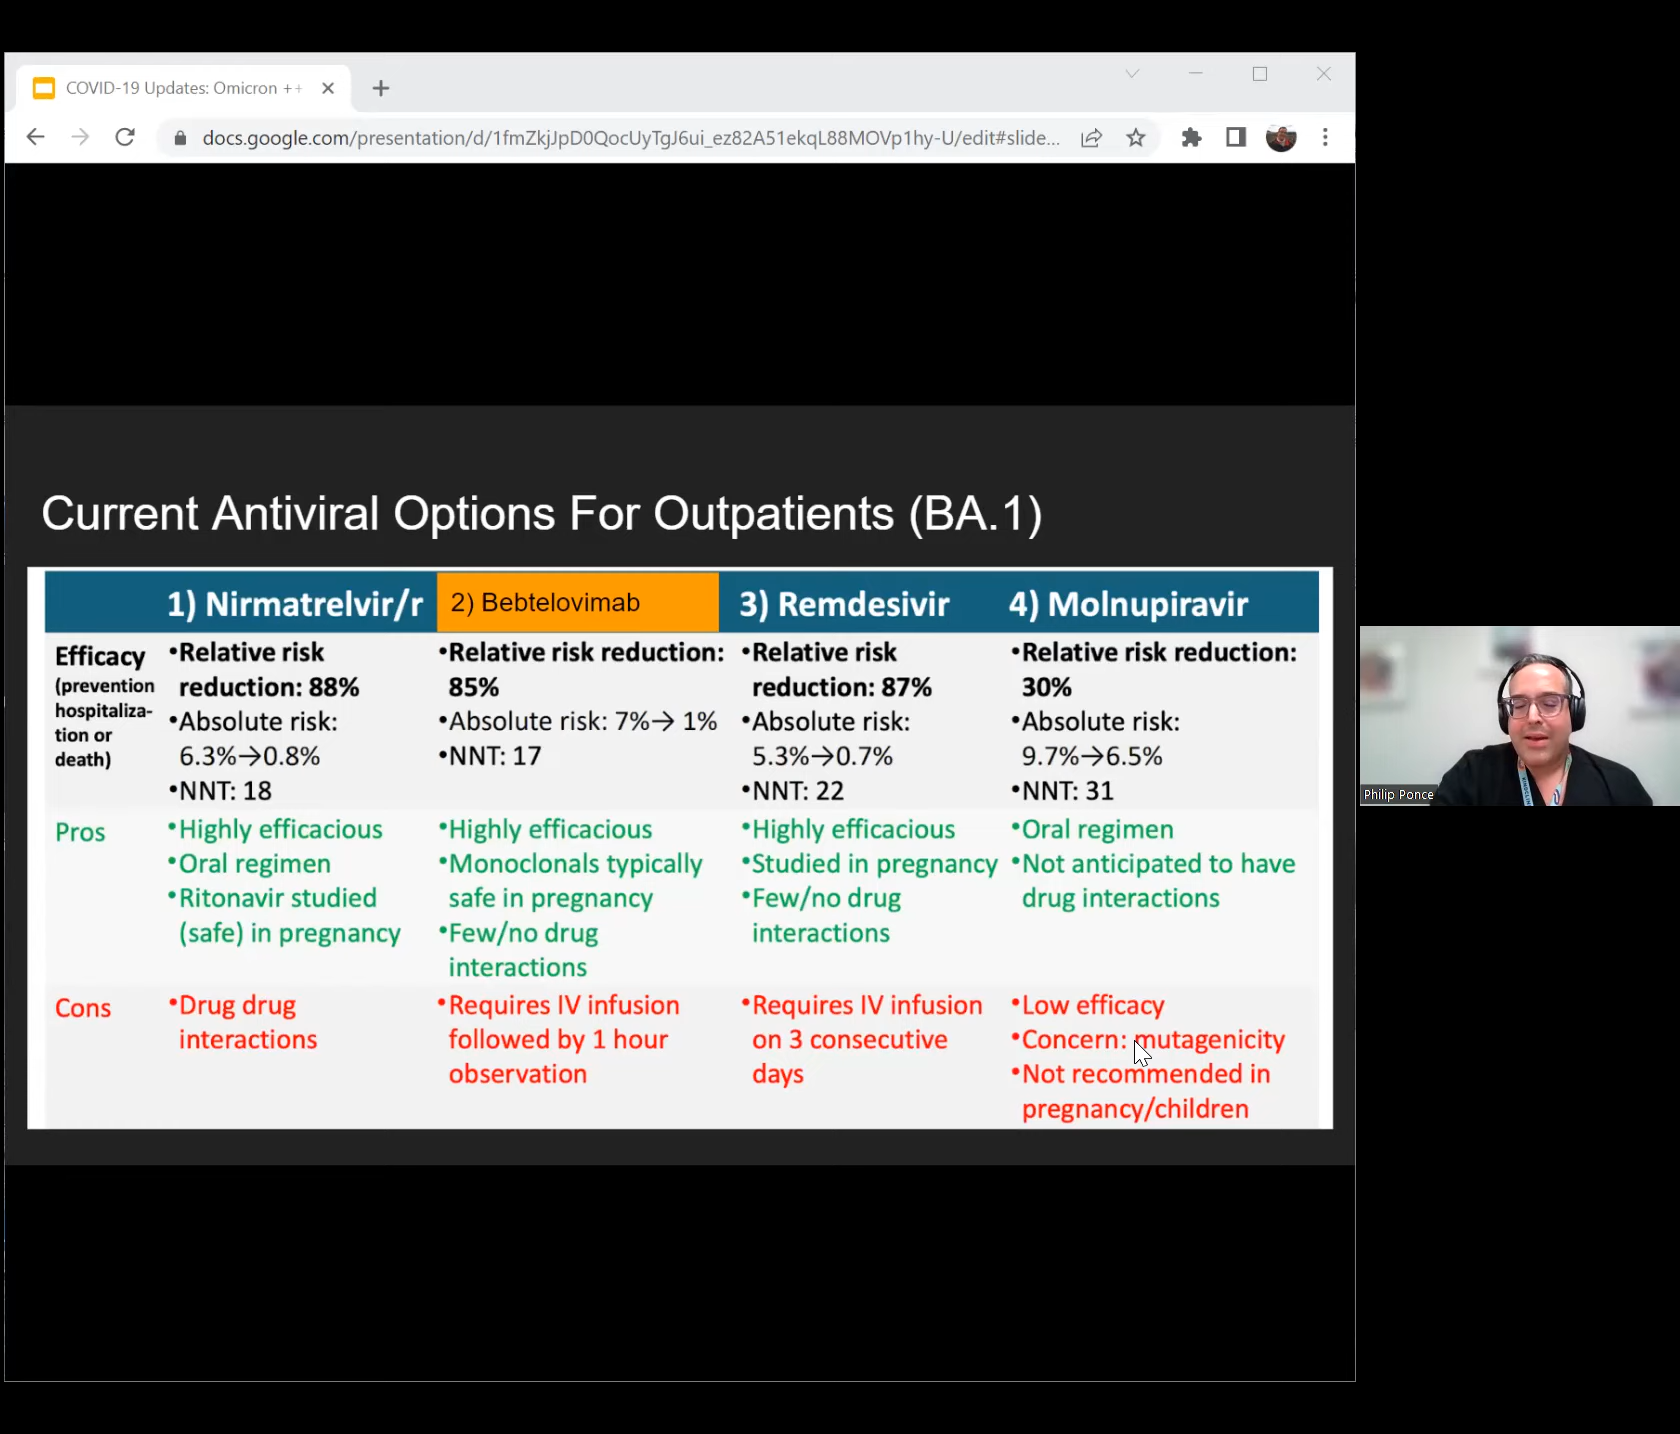 COVID-19 Updates: Omicron ++
docs.google.com/presentation/d/1fmZkjJpD0QocUyTgJ6ui_ez82A51ekqL88MOVp1hy-U/edit#slide...
Current Antiviral Options For Outpatients (BA.1)
1) Nirmatrelvir/r
2) Bebtelovimab
3) Remdesivir
4) Molnupiravir
Efficacy
(prevention
hospitaliza-
tion or
death)
•Relative risk
reduction: 88%
•Absolute risk:
6.3%→0.8%
•NNT: 18
•Relative risk reduction:
85%
•Absolute risk: 7%→ 1%
•NNT: 17
•Relative risk
reduction: 87%
•Absolute risk:
5.3%→0.7%
•NNT: 22
•Relative risk reduction:
30%
•Absolute risk:
9.7%→6.5%
•NNT: 31
Pros
•Highly efficacious
•Oral regimen
•Ritonavir studied
(safe) in pregnancy
•Highly efficacious
•Monoclonals typically
safe in pregnancy
•Few/no drug
interactions
•Highly efficacious
•Studied in pregnancy
•Few/no drug
interactions
•Oral regimen
•Not anticipated to have
drug interactions
Cons
•Drug drug
interactions
•Requires IV infusion
followed by 1 hour
observation
•Requires IV infusion
on 3 consecutive
days
•Low efficacy
•Concern: mutagenicity
•Not recommended in
pregnancy/children
Philip Ponce